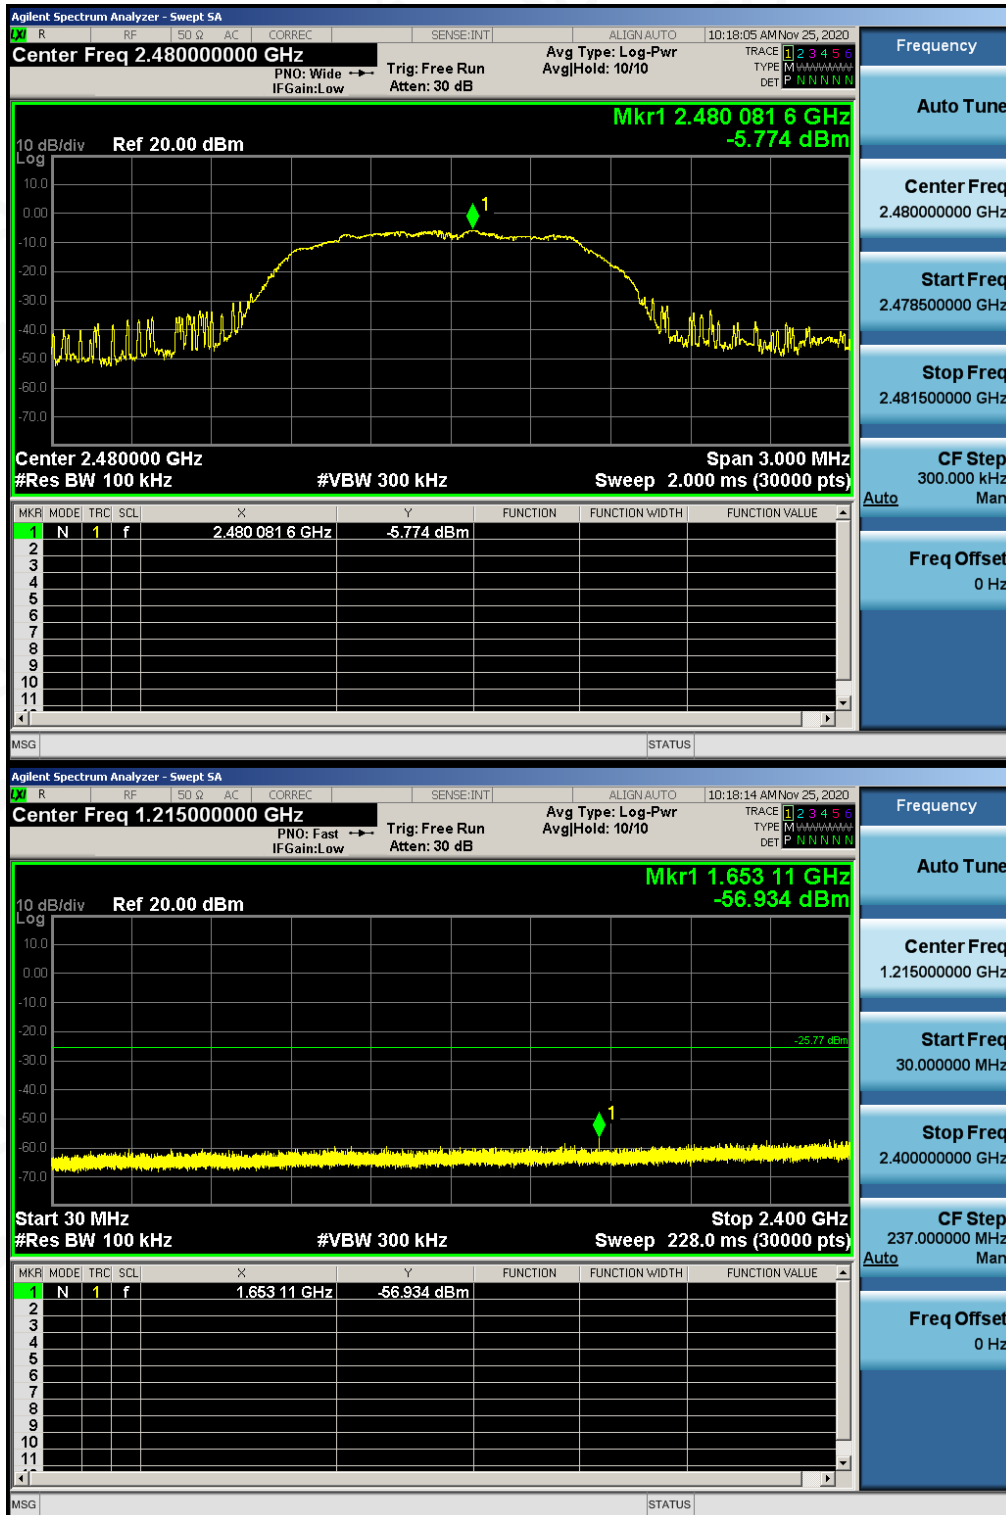 Agilent Spectrum Analyzer - Swept SA
LXI R RF 50 Ω AC CORREC SENSE:INT ALIGN AUTO 10:18:05 AM Nov 25, 2020
Center Freq 2.480000000 GHz
PNO: Wide
IFGain:Low
Trig: Free Run
Atten: 30 dB
Avg Type: Log-Pwr
Avg|Hold: 10/10
TRACE 1 2 3 4 5 6
TYPE M W W W W W
DET P N N N N N
Mkr1 2.480 081 6 GHz
-5.774 dBm
10 dB/div Ref 20.00 dBm
Log
10.0
0.00
-10.0
-20.0
-30.0
-40.0
-50.0
-60.0
-70.0
1
Center 2.480000 GHz Span 3.000 MHz
#Res BW 100 kHz #VBW 300 kHz Sweep 2.000 ms (30000 pts)
MKR MODE TRC SCL X Y FUNCTION FUNCTION WIDTH FUNCTION VALUE
1 N 1 f 2.480 081 6 GHz -5.774 dBm
2
3
4
5
6
7
8
9
10
11
MSG STATUS
Frequency
Auto Tune
Center Freq
2.480000000 GHz
Start Freq
2.478500000 GHz
Stop Freq
2.481500000 GHz
CF Step
300.000 kHz
Auto Man
Freq Offset
0 Hz
Agilent Spectrum Analyzer - Swept SA
LXI R RF 50 Ω AC CORREC SENSE:INT ALIGN AUTO 10:18:14 AM Nov 25, 2020
Center Freq 1.215000000 GHz
PNO: Fast
IFGain:Low
Trig: Free Run
Atten: 30 dB
Avg Type: Log-Pwr
Avg|Hold: 10/10
TRACE 1 2 3 4 5 6
TYPE M W W W W W
DET P N N N N N
Mkr1 1.653 11 GHz
-56.934 dBm
10 dB/div Ref 20.00 dBm
Log
10.0
0.00
-10.0
-20.0
-30.0
-40.0
-50.0
-60.0
-70.0
-25.77 dBm
1
Start 30 MHz Stop 2.400 GHz
#Res BW 100 kHz #VBW 300 kHz Sweep 228.0 ms (30000 pts)
MKR MODE TRC SCL X Y FUNCTION FUNCTION WIDTH FUNCTION VALUE
1 N 1 f 1.653 11 GHz -56.934 dBm
2
3
4
5
6
7
8
9
10
11
MSG STATUS
Frequency
Auto Tune
Center Freq
1.215000000 GHz
Start Freq
30.000000 MHz
Stop Freq
2.400000000 GHz
CF Step
237.000000 MHz
Auto Man
Freq Offset
0 Hz